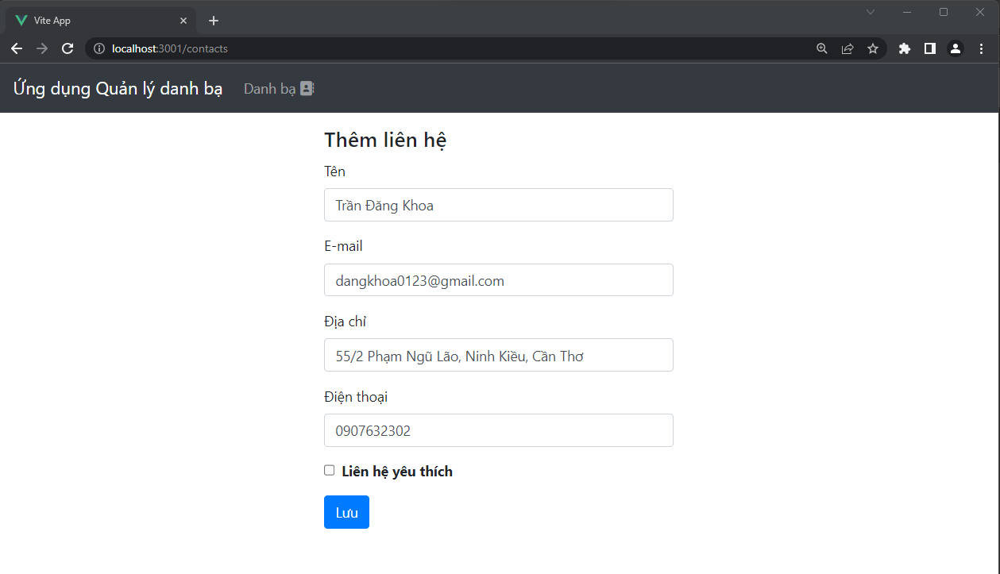 Vite App
localhost:3001/contacts
Ứng dụng Quản lý danh bạ Danh bạ
Thêm liên hệ
Tên
Trần Đăng Khoa
E-mail
dangkhoa0123@gmail.com
Địa chỉ
55/2 Phạm Ngũ Lão, Ninh Kiều, Cần Thơ
Điện thoại
0907632302
Liên hệ yêu thích
Lưu